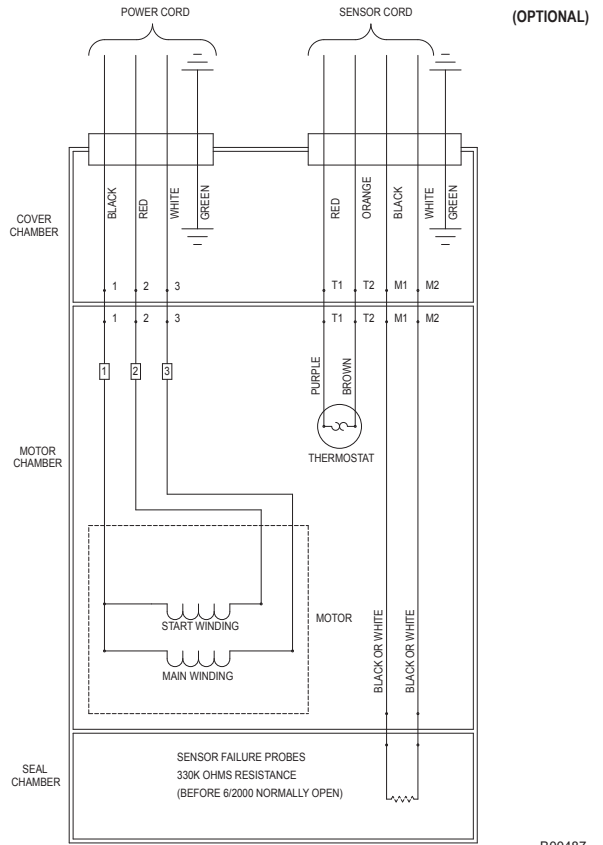 POWER CORD
SENSOR CORD
(OPTIONAL)
BLACK
RED
WHITE
GREEN
RED
ORANGE
BLACK
WHITE
GREEN
COVER
CHAMBER
1 2 3 T1 T2 M1 M2
1 2 3 T1 T2 M1 M2
1 2 3
PURPLE
BROWN
THERMOSTAT
MOTOR
CHAMBER
START WINDING
MAIN WINDING
MOTOR
BLACK OR WHITE
BLACK OR WHITE
SEAL
CHAMBER
SENSOR FAILURE PROBES
330K OHMS RESISTANCE
(BEFORE 6/2000 NORMALLY OPEN)